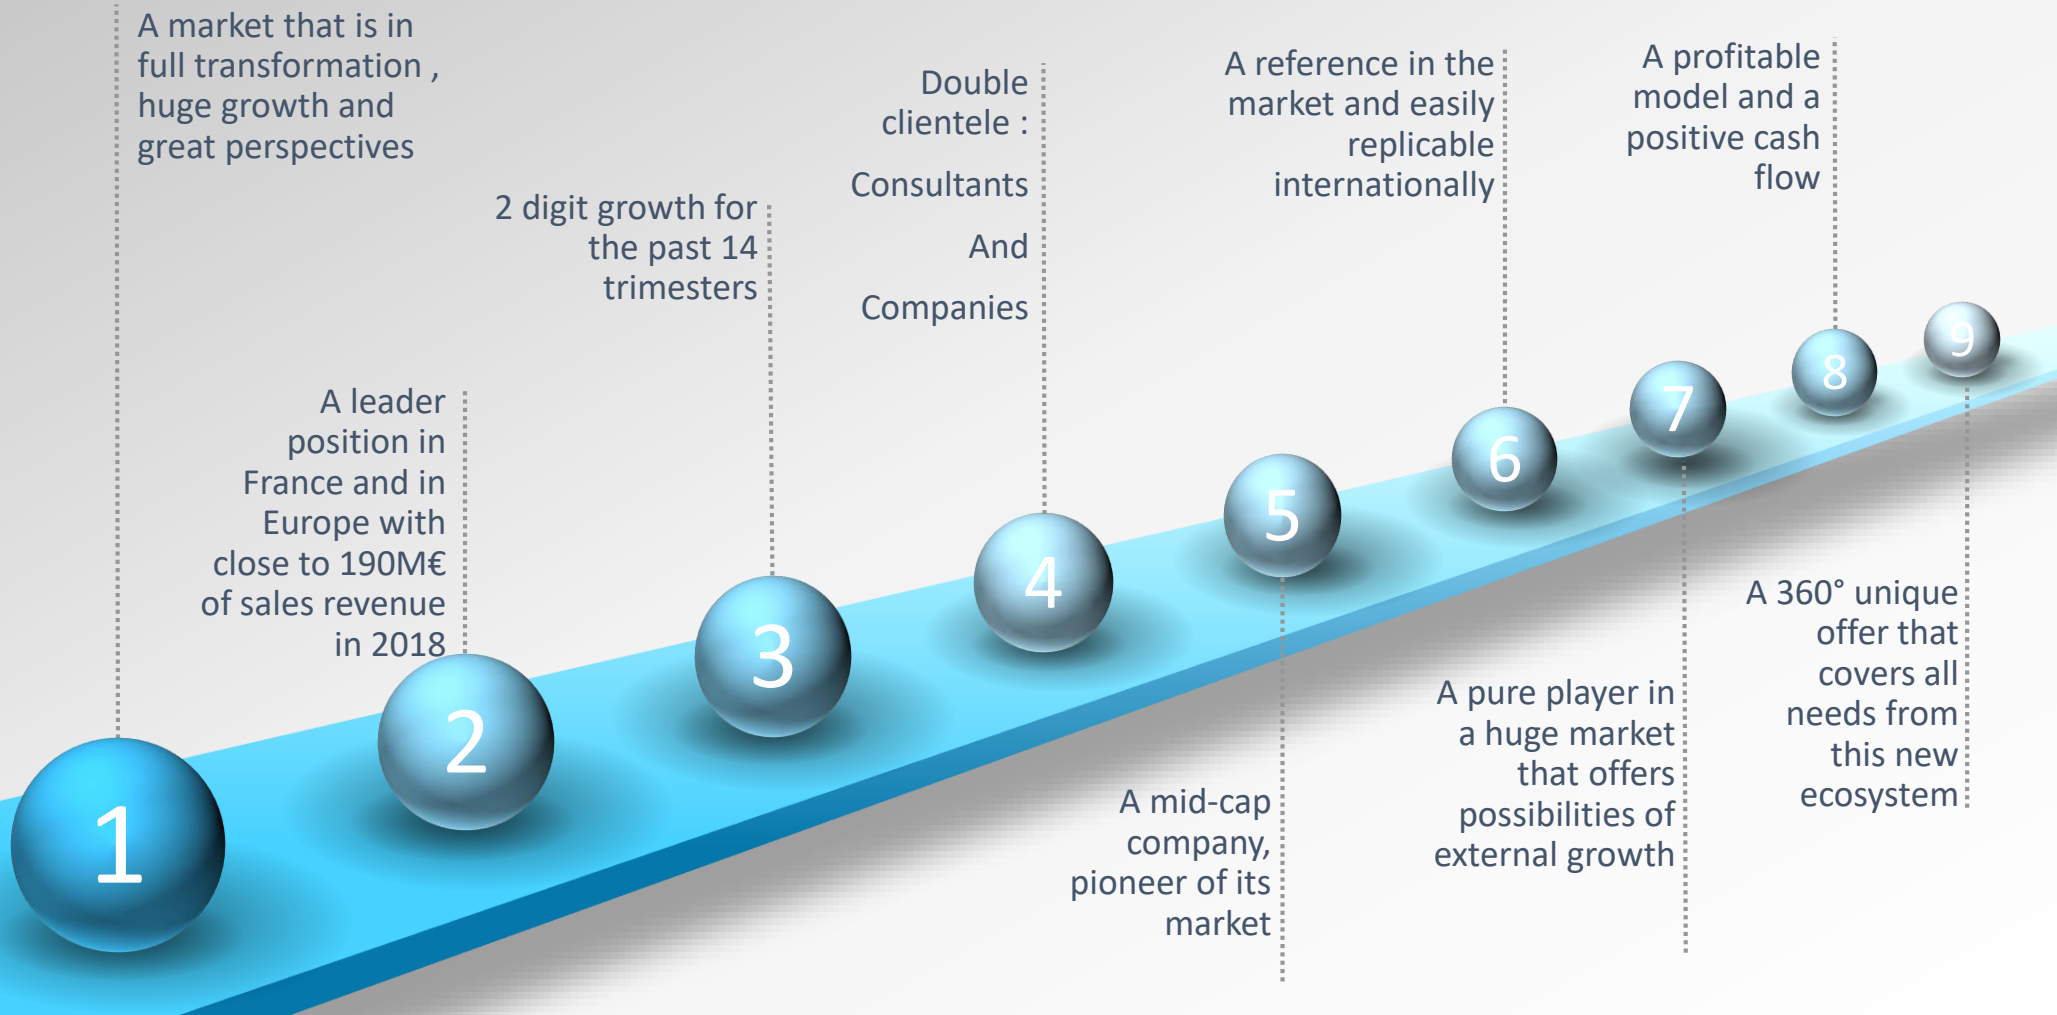 A market that is in
full transformation ,
huge growth and
great perspectives
1
A leader
position in
France and in
Europe with
close to 190M€
of sales revenue
in 2018
2
2 digit growth for
the past 14
trimesters
3
Double
clientele :
Consultants
And
Companies
4
5
A mid-cap
company,
pioneer of its
market
A reference in the
market and easily
replicable
internationally
6
7
A pure player in
a huge market
that offers
possibilities of
external growth
A profitable
model and a
positive cash
flow
8
9
A 360° unique
offer that
covers all
needs from
this new
ecosystem